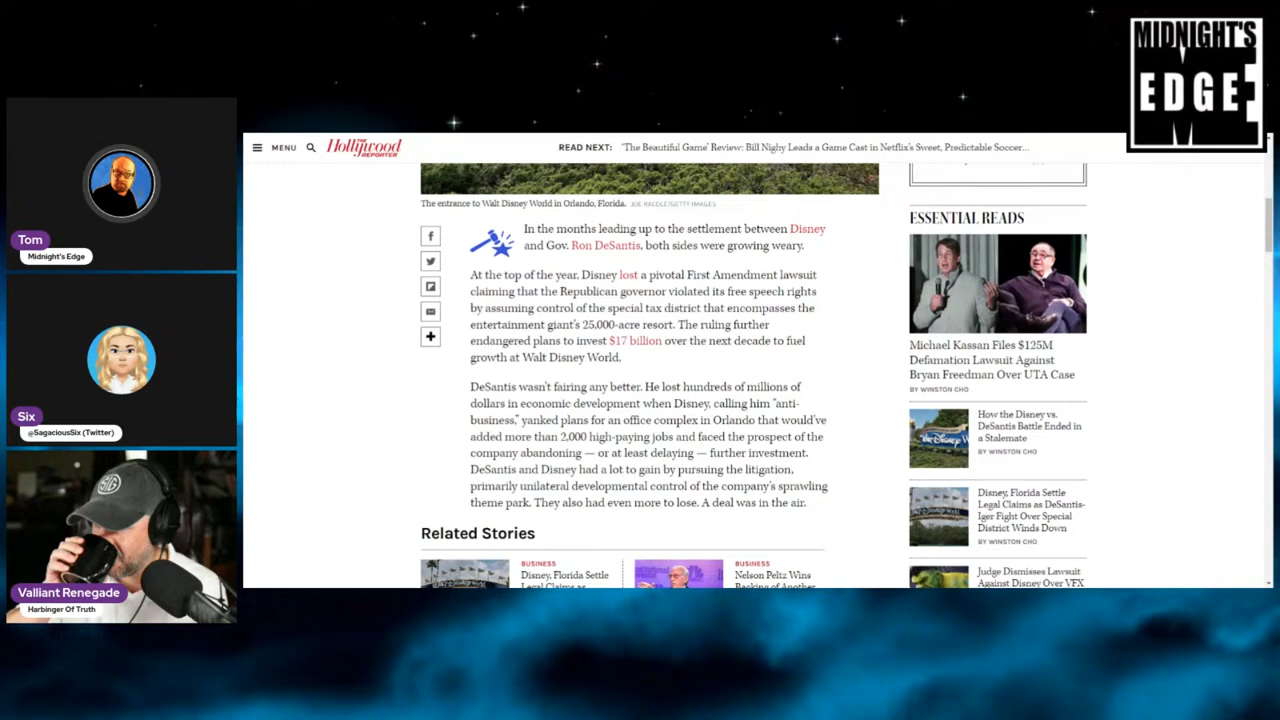 MIDNIGHT'S
EDGE
Tom
Midnight's Edge
Six
@SagaciousSix (Twitter)
SIG
Valliant Renegade
Harbinger Of Truth
MENU
The Hollywood
REPORTER
READ NEXT: 'The Beautiful Game' Review: Bill Nighy Leads a Game Cast in Netflix's Sweet, Predictable Soccer...
The entrance to Walt Disney World in Orlando, Florida. JOE RAEDLE/GETTY IMAGES
In the months leading up to the settlement between Disney
and Gov. Ron DeSantis, both sides were growing weary.
At the top of the year, Disney lost a pivotal First Amendment lawsuit
claiming that the Republican governor violated its free speech rights
by assuming control of the special tax district that encompasses the
entertainment giant's 25,000-acre resort. The ruling further
endangered plans to invest $17 billion over the next decade to fuel
growth at Walt Disney World.
DeSantis wasn't fairing any better. He lost hundreds of millions of
dollars in economic development when Disney, calling him "anti-
business," yanked plans for an office complex in Orlando that would've
added more than 2,000 high-paying jobs and faced the prospect of the
company abandoning — or at least delaying — further investment.
DeSantis and Disney had a lot to gain by pursuing the litigation,
primarily unilateral developmental control of the company's sprawling
theme park. They also had even more to lose. A deal was in the air.
Related Stories
BUSINESS
Disney, Florida Settle
Legal Claims as
BUSINESS
Nelson Peltz Wins
Backing of Another
ESSENTIAL READS
Michael Kassan Files $125M
Defamation Lawsuit Against
Bryan Freedman Over UTA Case
BY WINSTON CHO
How the Disney vs.
DeSantis Battle Ended in
a Stalemate
BY WINSTON CHO
Disney, Florida Settle
Legal Claims as DeSantis-
Iger Fight Over Special
District Winds Down
BY WINSTON CHO
Judge Dismisses Lawsuit
Against Disney Over VFX